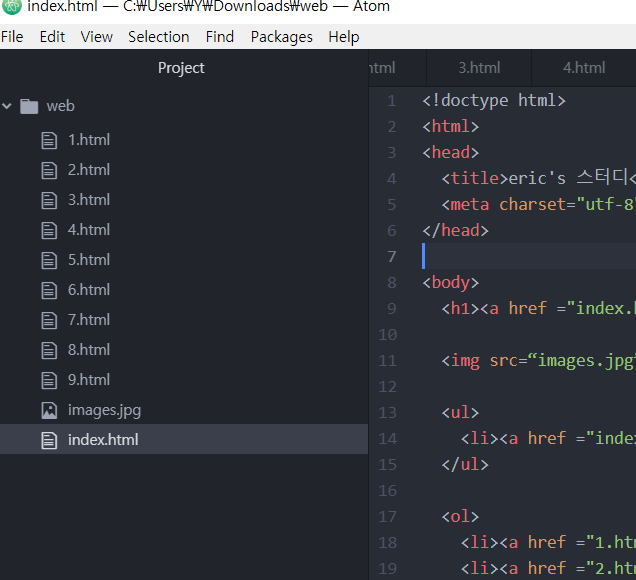 index.html — C:₩Users₩Y₩Downloads₩web — Atom
File Edit View Selection Find Packages Help
Project
web
1.html
2.html
3.html
4.html
5.html
6.html
7.html
8.html
9.html
images.jpg
index.html
html 3.html 4.html
1 <!doctype html>
2 <html>
3 <head>
4 <title>eric's 스터디<
5 <meta charset="utf-8"
6 </head>
7
8 <body>
9 <h1><a href ="index.h
10
11 <img src=“images.jpg”
12
13 <ul>
14 <li><a href ="inde
15 </ul>
16
17 <ol>
18 <li><a href ="1.htm
19 <li><a href ="2.htm